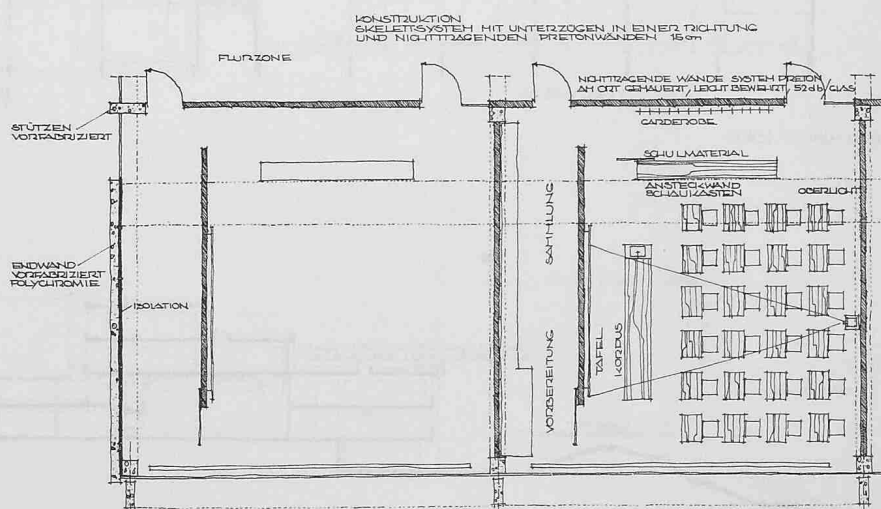 KONSTRUKTION
SKELETTSYSTEM MIT UNTERZÜGEN IN EINER RICHTUNG
UND NICHTTRAGENDEN PRETONWÄNDEN 15 cm
FLURZONE
NICHTTRAGENDE WÄNDE SYSTEM PRETON
AM ORT GEMAUERT, LEICHT BEWEHRT, 52 db/GLAS
GARDEROBE
STÜTZEN
VORFABRIZIERT
SCHULMATERIAL
ANSTECKWAND
SCHAUKASTEN
OBERLICHT
SAMMLUNG
ENDWAND
VORFABRIZIERT
POLYCHROMIE
ISOLATION
VORBEREITUNG
TAFEL
KORPUS